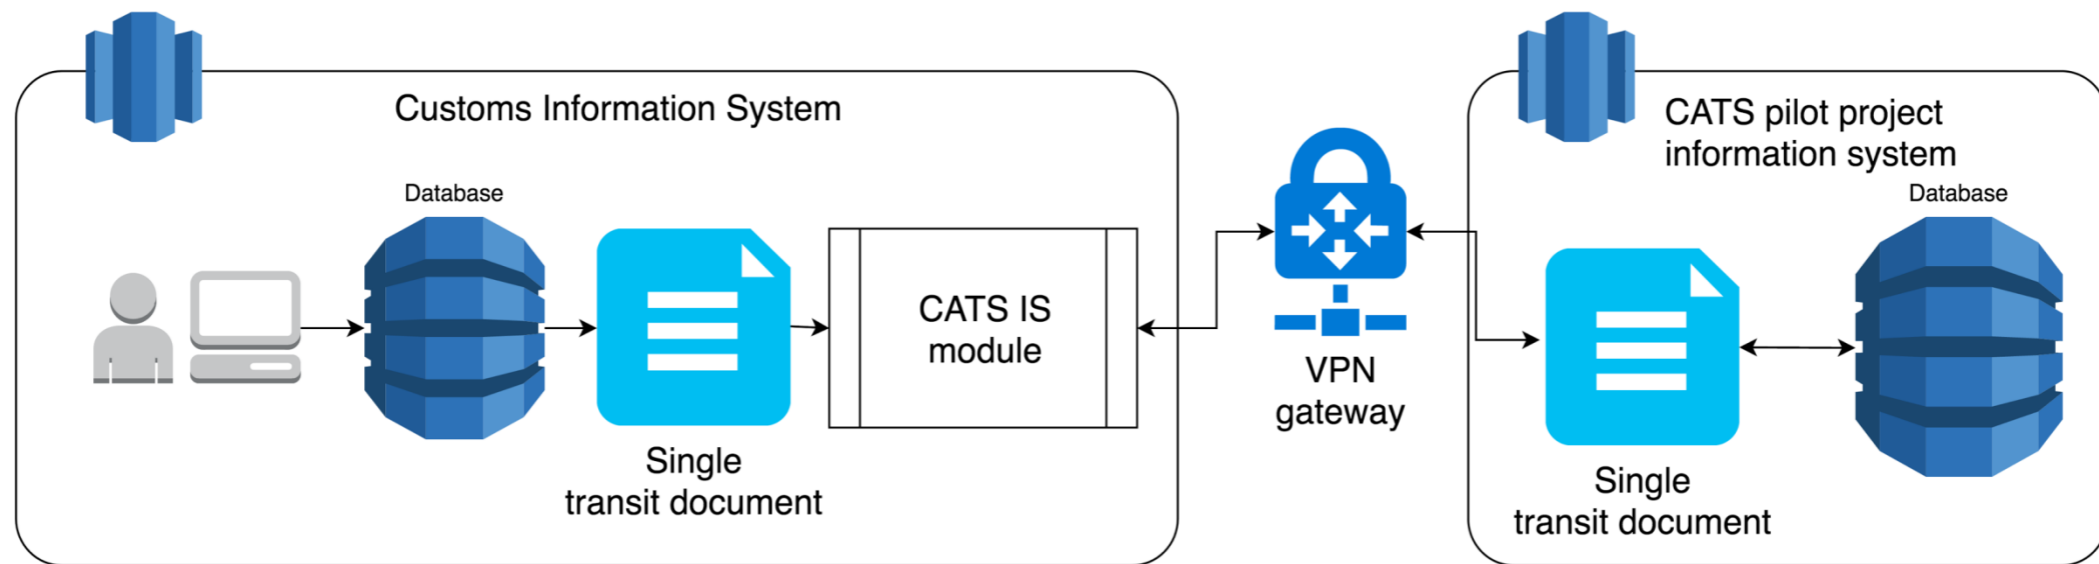 Customs Information System
Database
CATS IS
module
Single
transit document
VPN
gateway
CATS pilot project
information system
Database
Single
transit document